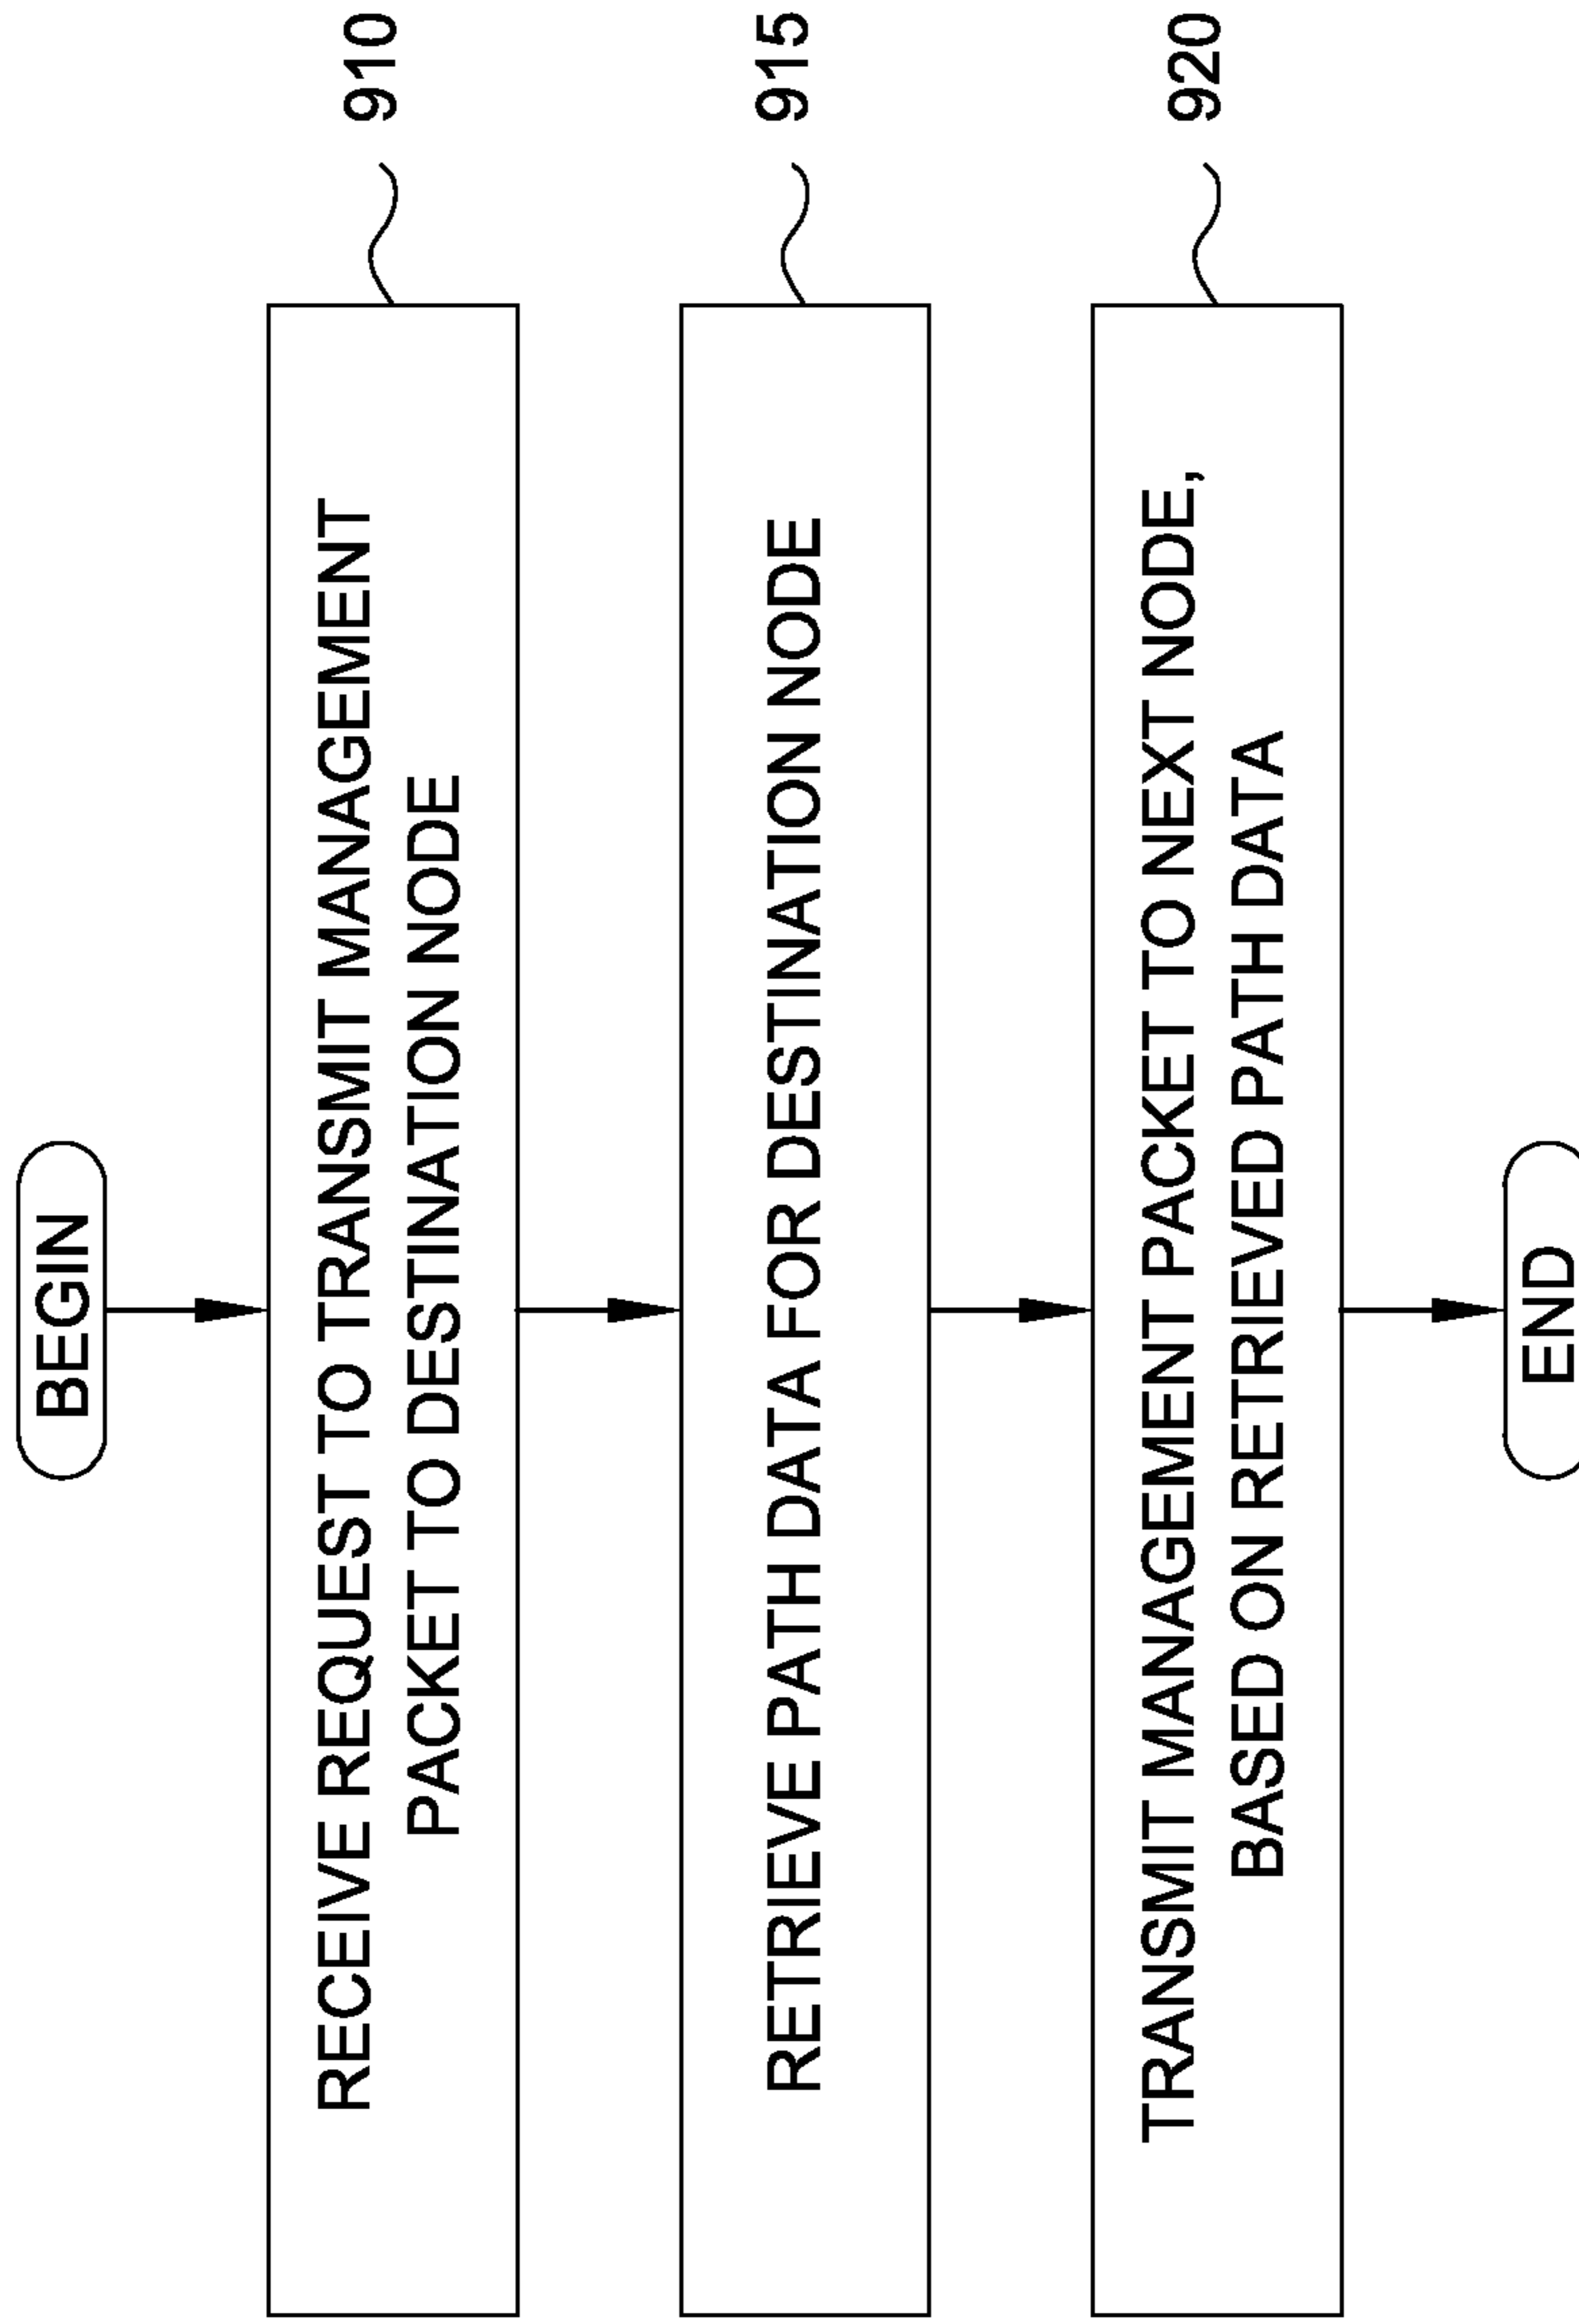 BEGIN
RECEIVE REQUEST TO TRANSMIT MANAGEMENT
PACKET TO DESTINATION NODE
910
RETRIEVE PATH DATA FOR DESTINATION NODE
915
TRANSMIT MANAGEMENT PACKET TO NEXT NODE,
BASED ON RETRIEVED PATH DATA
920
END